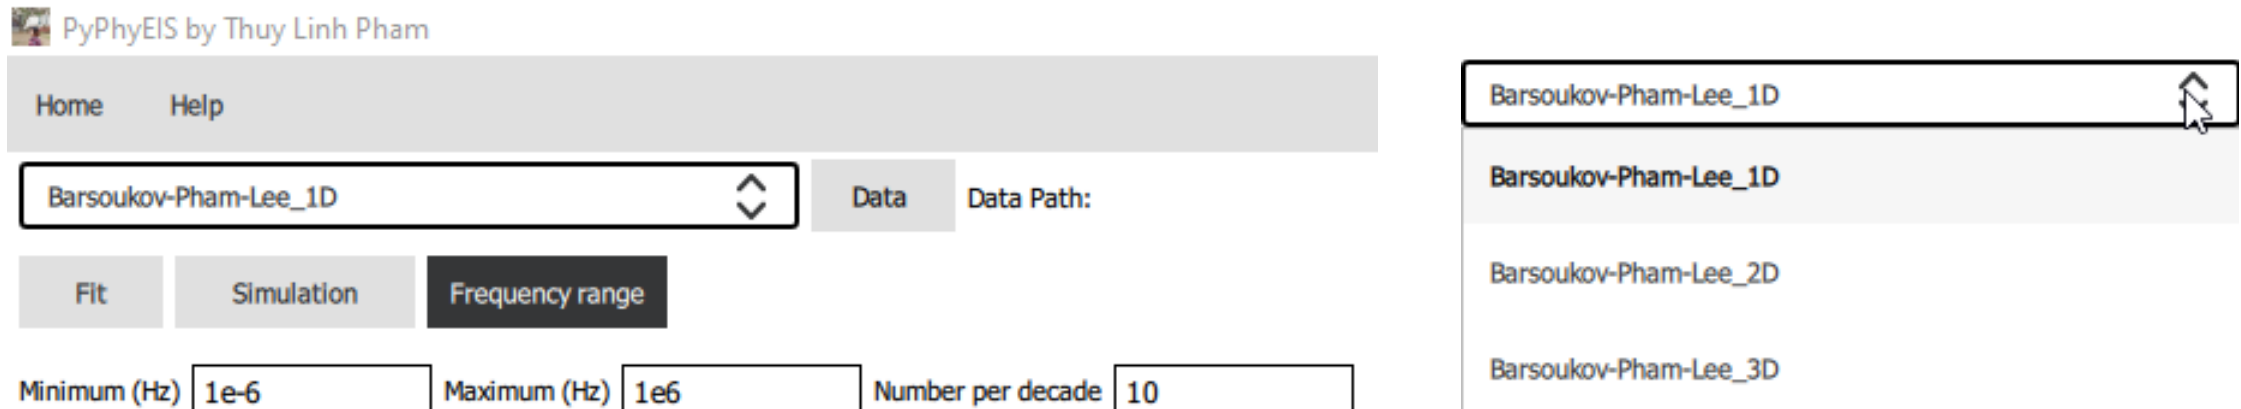 PyPhyEIS by Thuy Linh Pham
Home Help
Barsoukov-Pham-Lee_1D Data Data Path:
Fit Simulation Frequency range
Minimum (Hz) 1e-6 Maximum (Hz) 1e6 Number per decade 10
Barsoukov-Pham-Lee_1D
Barsoukov-Pham-Lee_1D
Barsoukov-Pham-Lee_2D
Barsoukov-Pham-Lee_3D